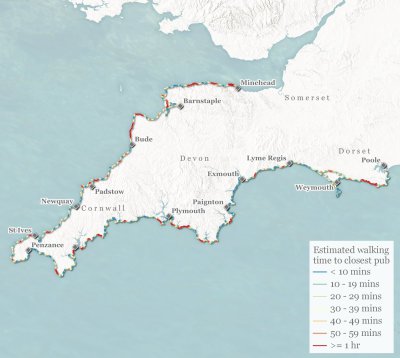 Minehead
Barnstaple
Somerset
Bude
Devon
Lyme Regis
Dorset
Poole
Exmouth
Weymouth
Padstow
Newquay
Paignton
Cornwall
Plymouth
St Ives
Penzance
Estimated walking
time to closest pub
< 10 mins
10 - 19 mins
20 - 29 mins
30 - 39 mins
40 - 49 mins
50 - 59 mins
>= 1 hr